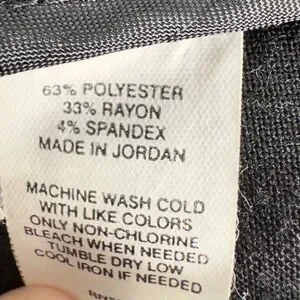 63% POLYESTER
33% RAYON
4% SPANDEX
MADE IN JORDAN
MACHINE WASH COLD
WITH LIKE COLORS
ONLY NON-CHLORINE
BLEACH WHEN NEEDED
TUMBLE DRY LOW
COOL IRON IF NEEDED